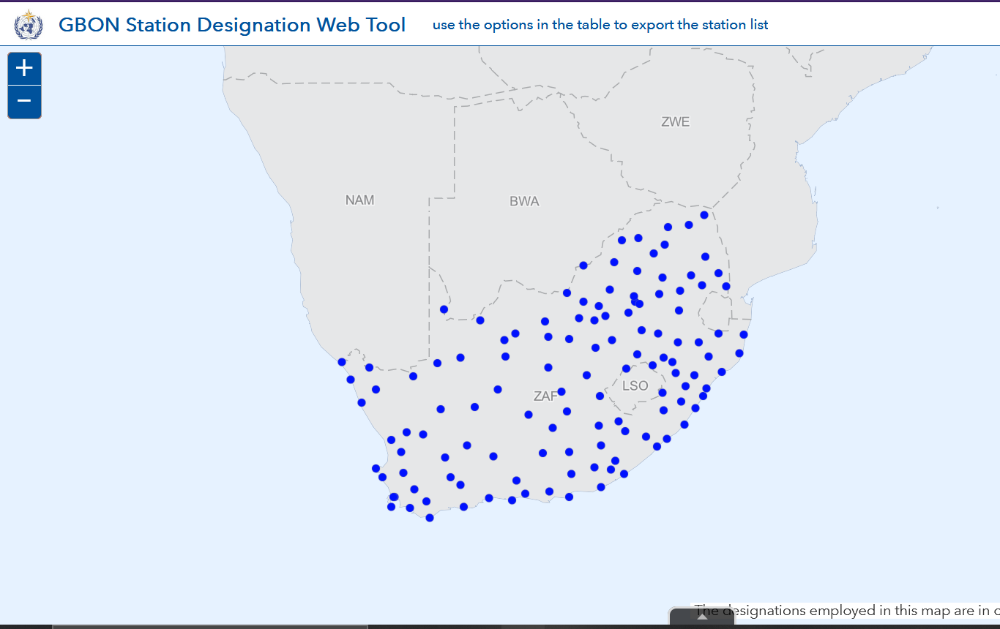 GBON Station Designation Web Tool use the options in the table to export the station list
+
−
ZWE
NAM
BWA
LSO
ZAF
The designations employed in this map are in c